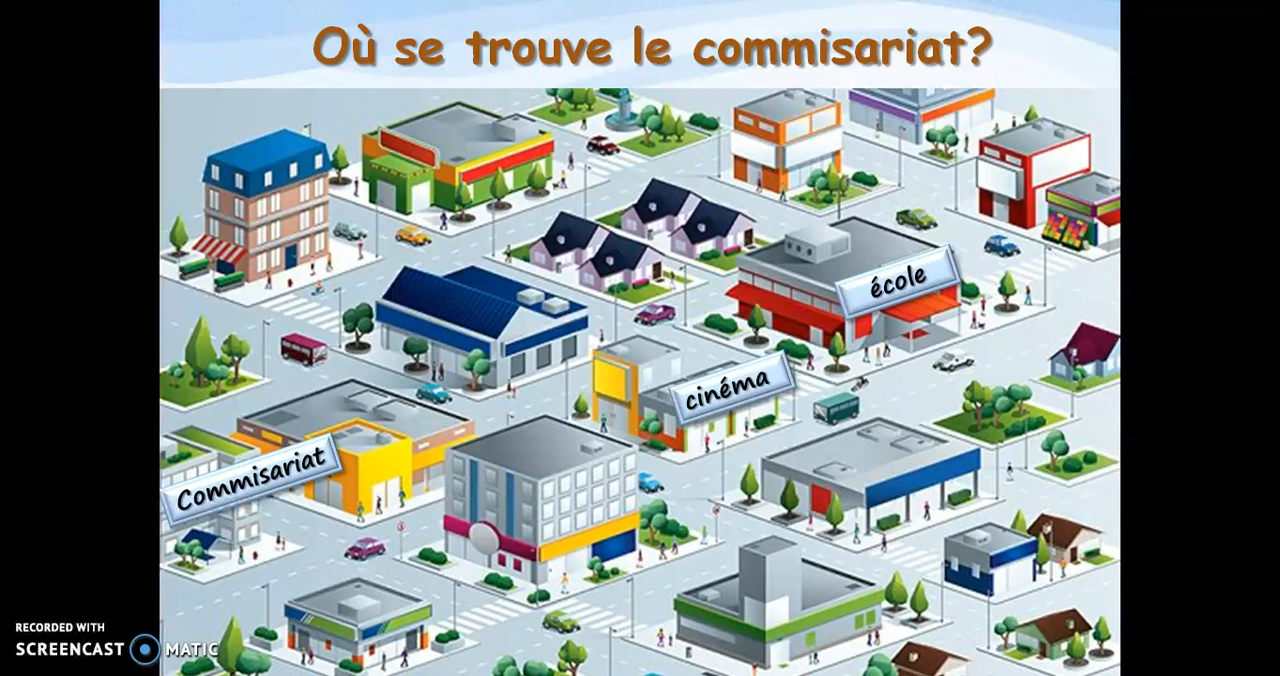 Où se trouve le commisariat?
école
cinéma
Commisariat
RECORDED WITH
SCREENCAST MATIC